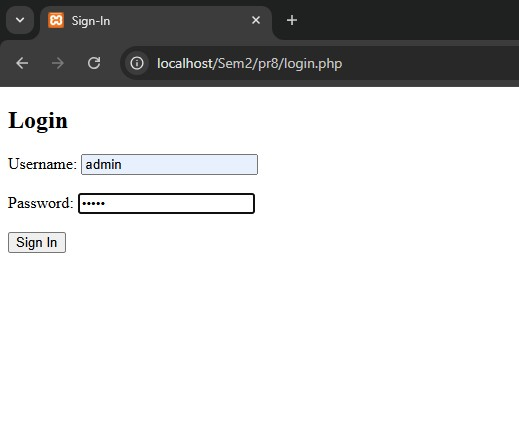 Sign-In
localhost/Sem2/pr8/login.php
Login
Username: admin
Password: •••••
Sign In